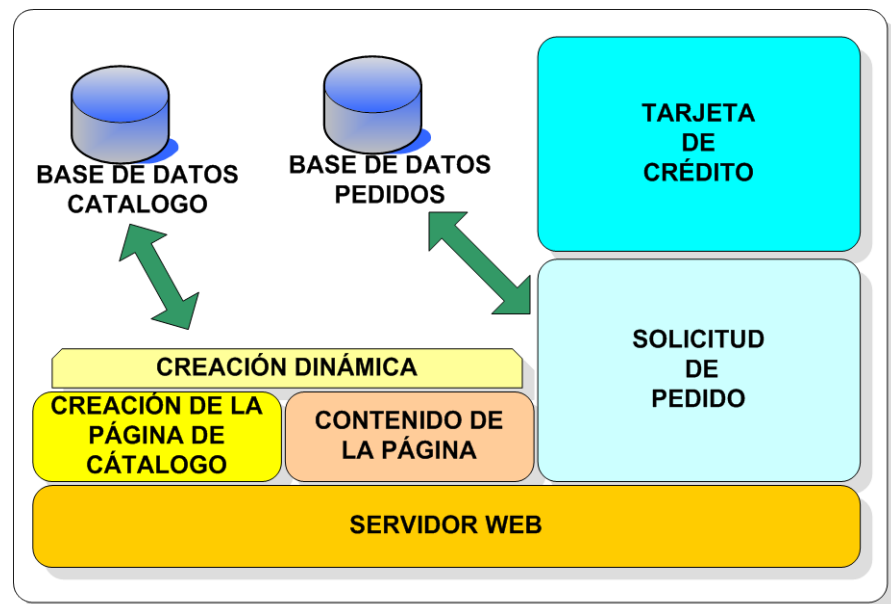 BASE DE DATOS
CATALOGO
BASE DE DATOS
PEDIDOS
TARJETA
DE
CRÉDITO
SOLICITUD
DE
PEDIDO
CREACIÓN DINÁMICA
CREACIÓN DE LA
PÁGINA DE
CÁTALOGO
CONTENIDO DE
LA PÁGINA
SERVIDOR WEB